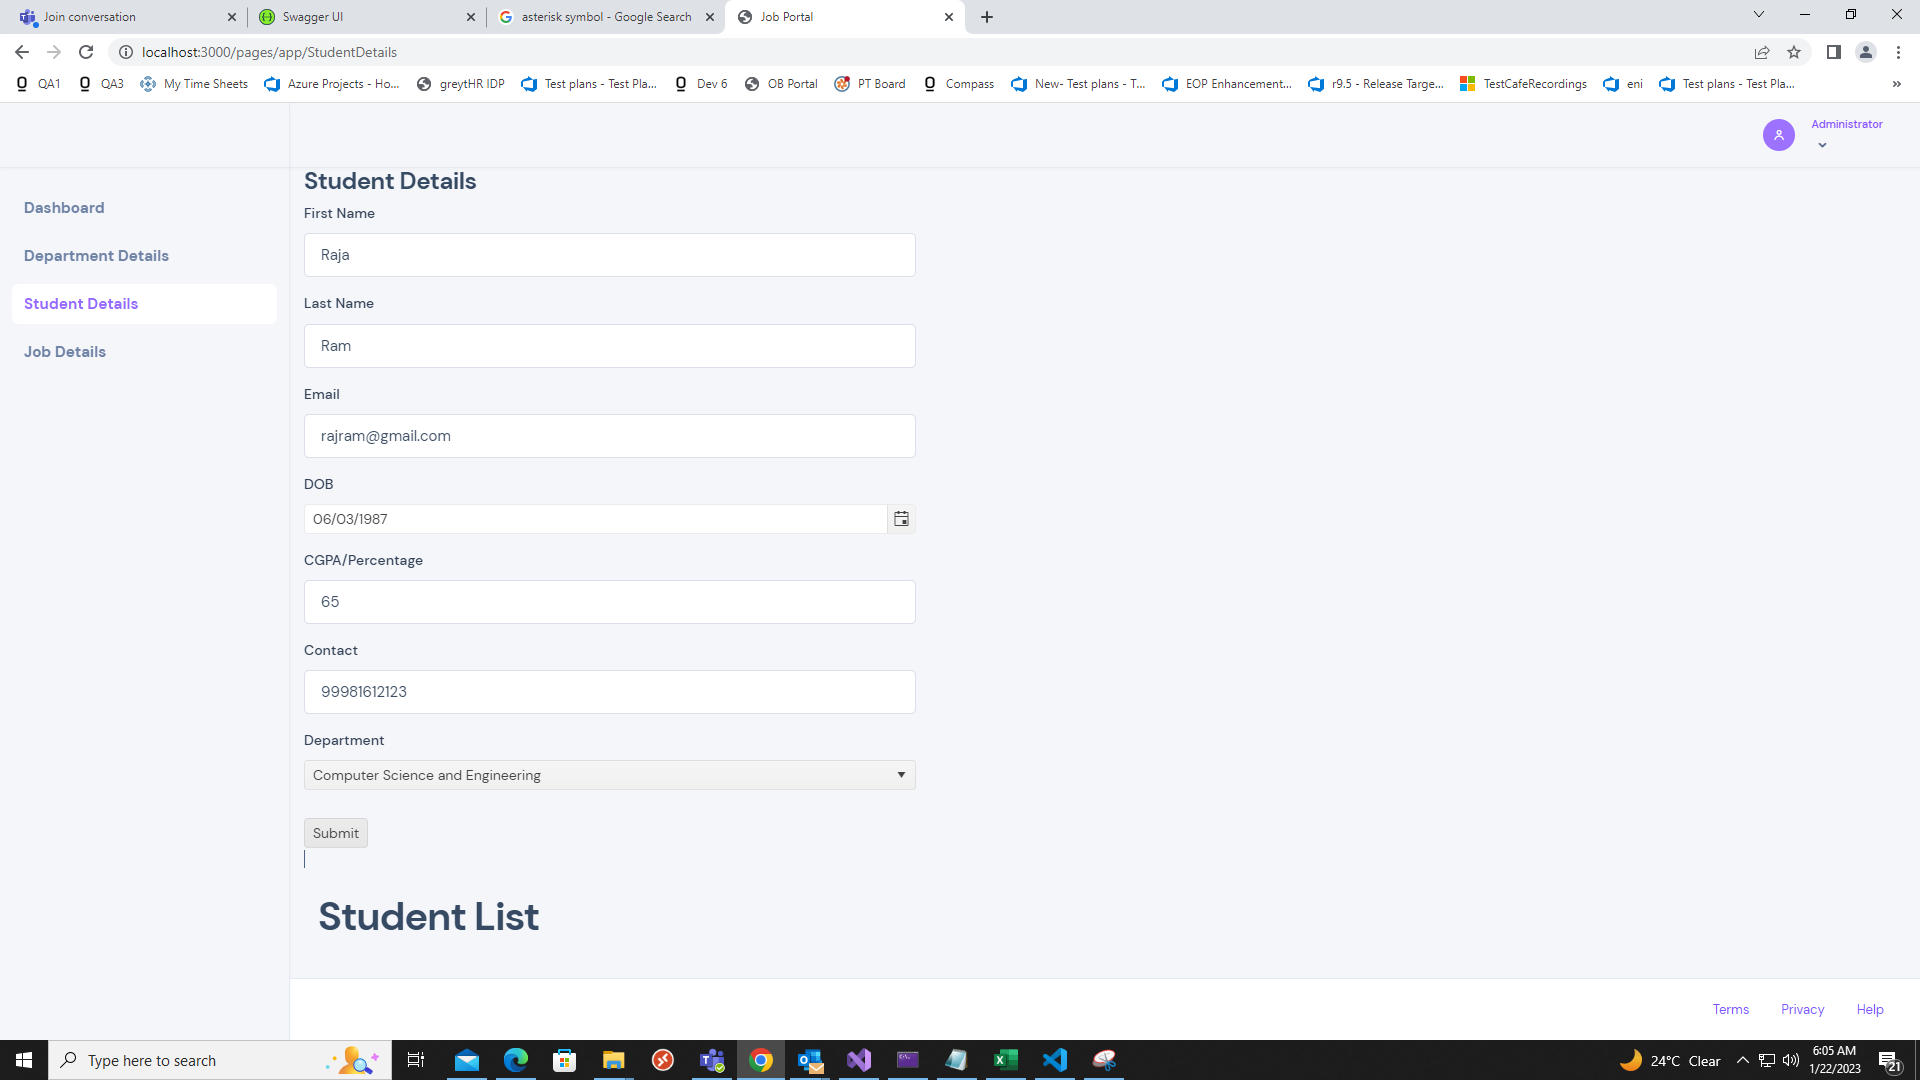 Join conversation
Swagger UI
asterisk symbol - Google Search
Job Portal
localhost:3000/pages/app/StudentDetails
QA1
QA3
My Time Sheets
Azure Projects - Ho...
greytHR IDP
Test plans - Test Pla...
Dev 6
OB Portal
PT Board
Compass
New- Test plans - T...
EOP Enhancement...
r9.5 - Release Targe...
TestCafeRecordings
eni
Test plans - Test Pla...
Administrator
Dashboard
Department Details
Student Details
Job Details
Student Details
First Name
Raja
Last Name
Ram
Email
rajram@gmail.com
DOB
06/03/1987
CGPA/Percentage
65
Contact
99981612123
Department
Computer Science and Engineering
Submit
Student List
Terms
Privacy
Help
Type here to search
24°C Clear
6:05 AM
1/22/2023
21